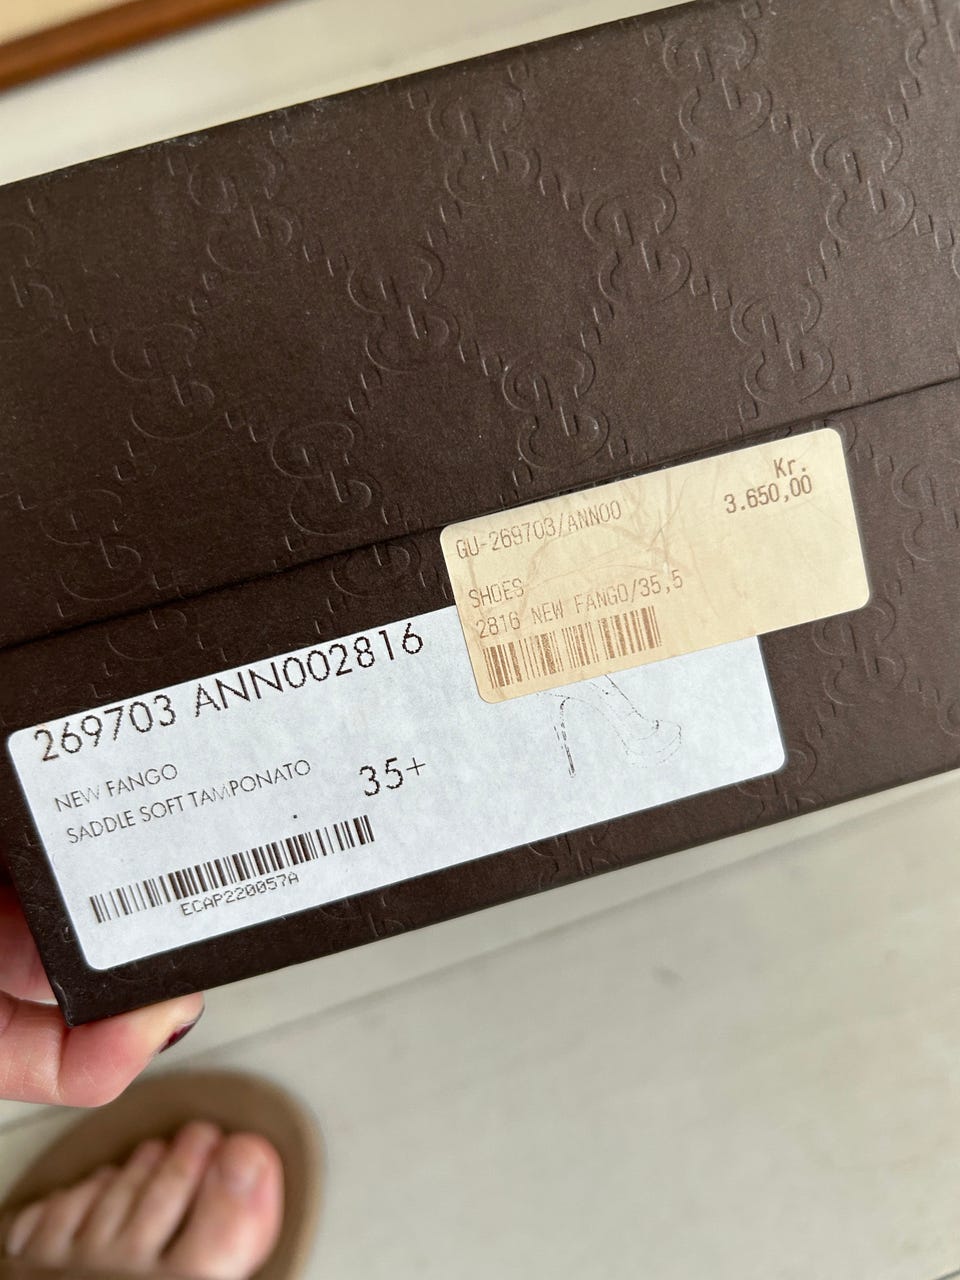 Kr.
3.650,00
GU-269703/ANN00
SHOES
2816 NEW FANGO/35,5
269703 ANN002816
NEW FANGO
SADDLE SOFT TAMPONATO
35+
ECAP220057A